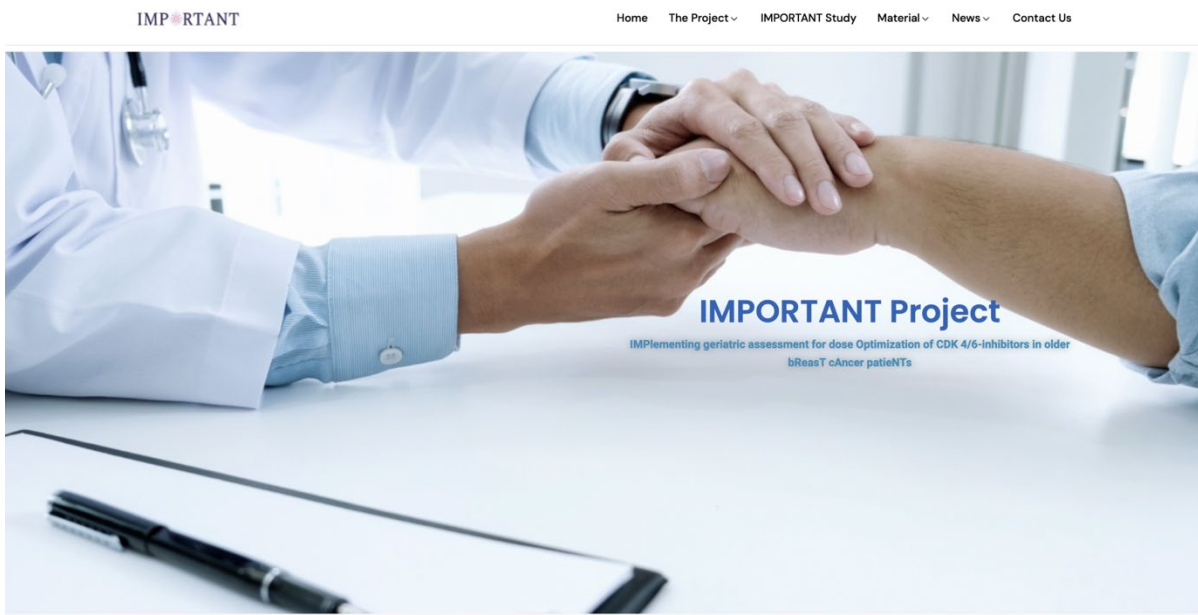 IMPORTANT
Home The Project IMPORTANT Study Material News Contact Us
IMPORTANT Project
IMPlementing geriatric assessment for dose Optimization of CDK 4/6-inhibitors in older
bReasT cAncer patieNTs